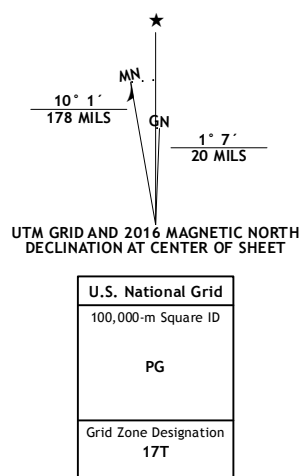 MN
10° 1´
178 MILS
GN
1° 7´
20 MILS
UTM GRID AND 2016 MAGNETIC NORTH
DECLINATION AT CENTER OF SHEET
U.S. National Grid
100,000-m Square ID
PG
Grid Zone Designation
17T